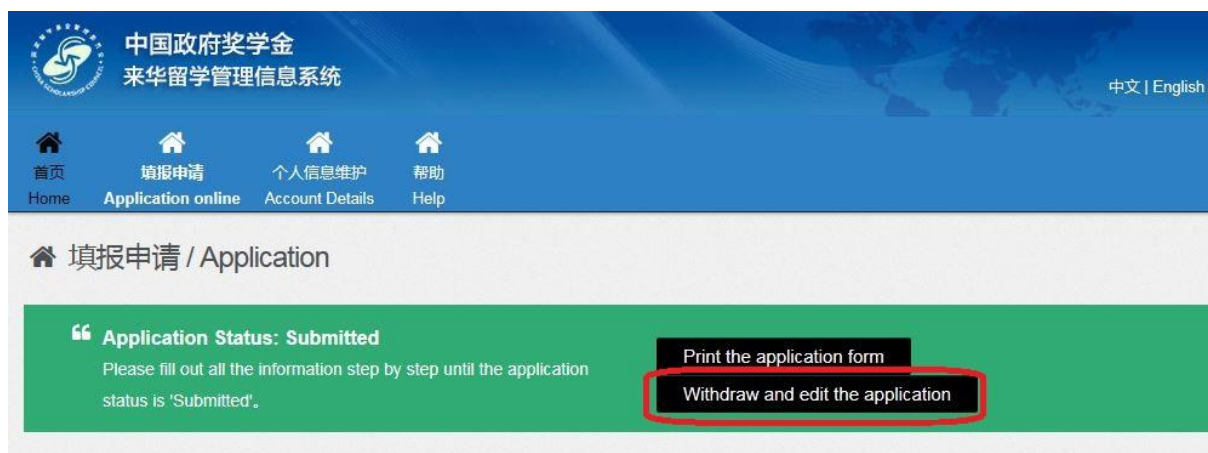 中国政府奖学金
来华留学管理信息系统
中文 | English
首页
Home
填报申请
Application online
个人信息维护
Account Details
帮助
Help
填报申请 / Application
Application Status: Submitted
Please fill out all the information step by step until the application
status is 'Submitted'。
Print the application form
Withdraw and edit the application